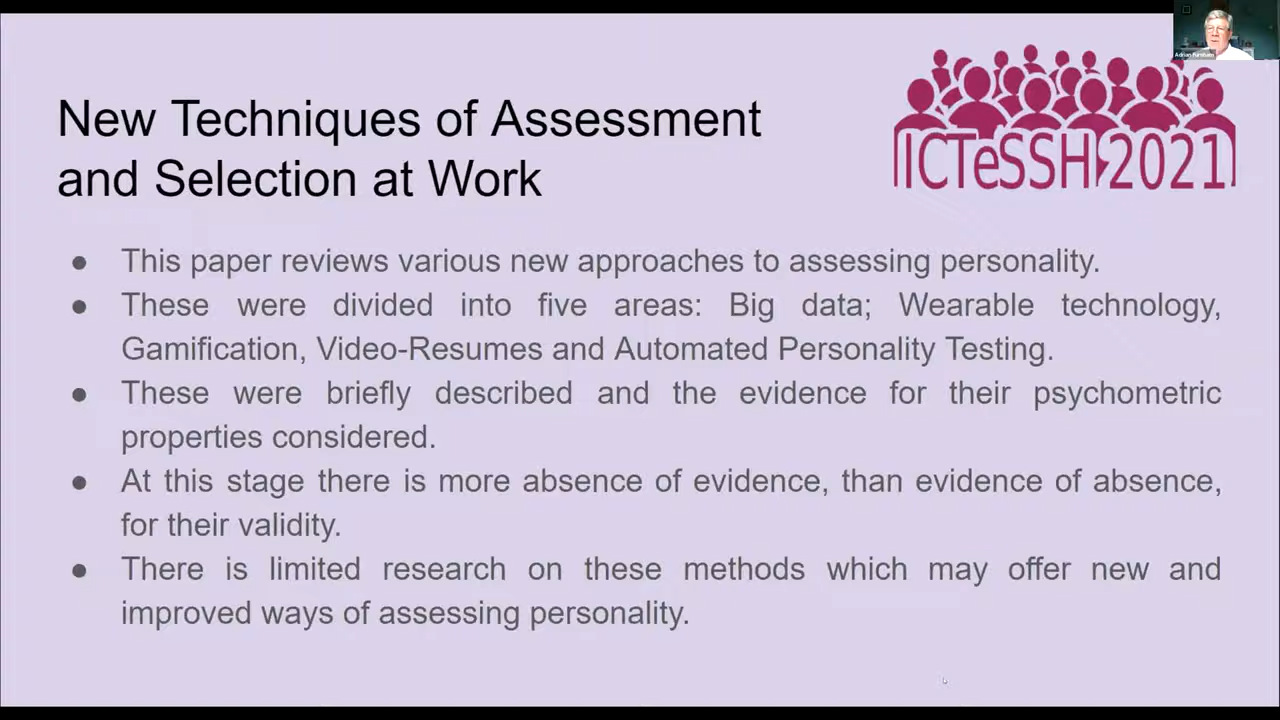 Adrian Furnham
ICTeSSH 2021
New Techniques of Assessment
and Selection at Work
● This paper reviews various new approaches to assessing personality.
● These were divided into five areas: Big data; Wearable technology,
Gamification, Video-Resumes and Automated Personality Testing.
● These were briefly described and the evidence for their psychometric
properties considered.
● At this stage there is more absence of evidence, than evidence of absence,
for their validity.
● There is limited research on these methods which may offer new and
improved ways of assessing personality.